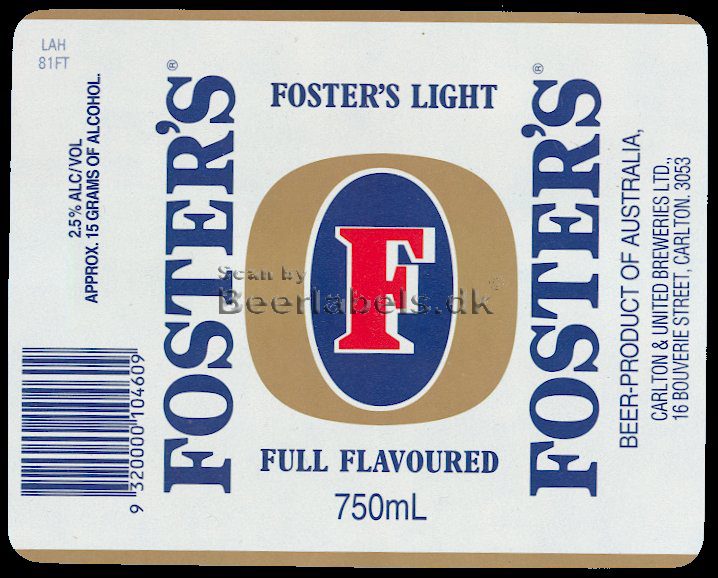 LAH
81FT
2.5% ALC/VOL
APPROX. 15 GRAMS OF ALCOHOL.
9 320000 104609
FOSTER'S®
FOSTER'S LIGHT
F
Scan by
Beerlabels.dk
®
FULL FLAVOURED
750mL
FOSTER'S®
BEER-PRODUCT OF AUSTRALIA,
CARLTON & UNITED BREWERIES LTD.,
16 BOUVERIE STREET, CARLTON. 3053